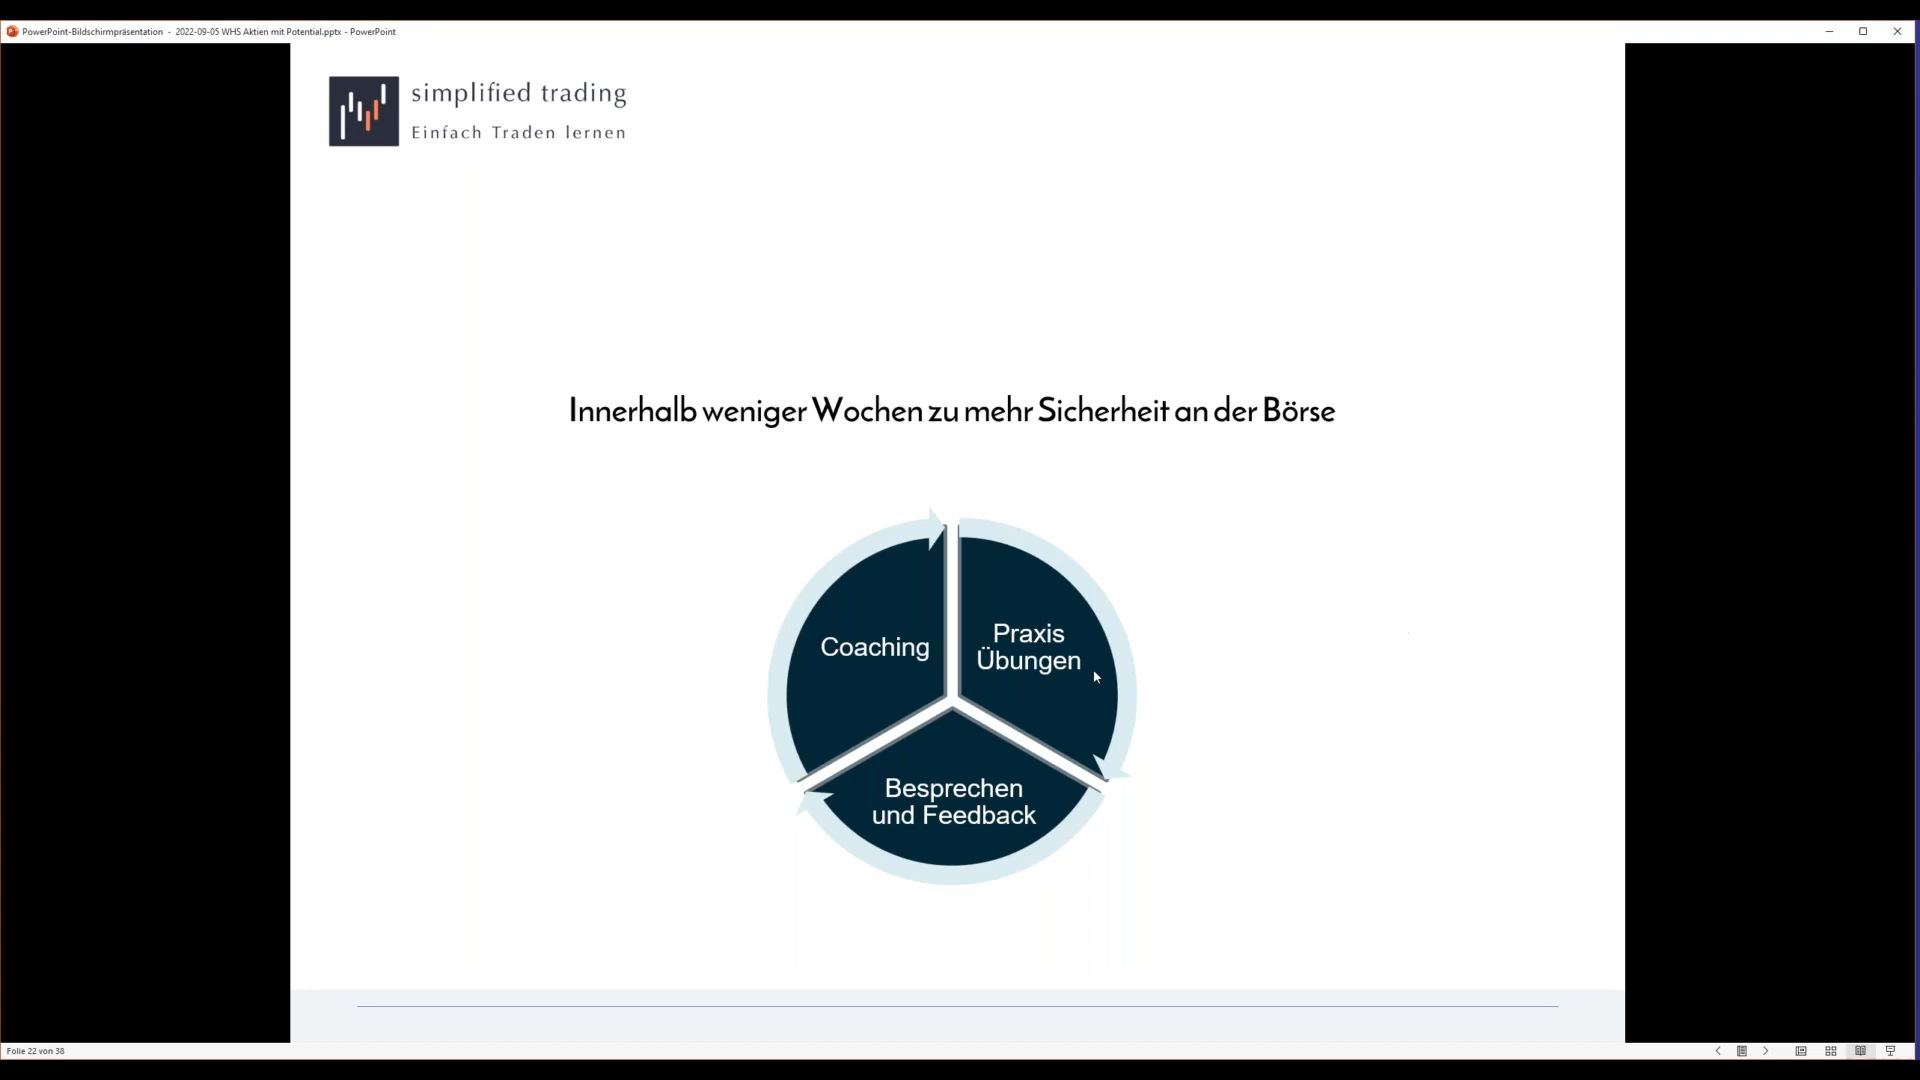 PowerPoint-Bildschirmpräsentation - 2022-09-05 WHS Aktien mit Potential.pptx - PowerPoint
simplified trading
Einfach Traden lernen
Innerhalb weniger Wochen zu mehr Sicherheit an der Börse
Coaching
Praxis
Übungen
Besprechen
und Feedback
Folie 22 von 38